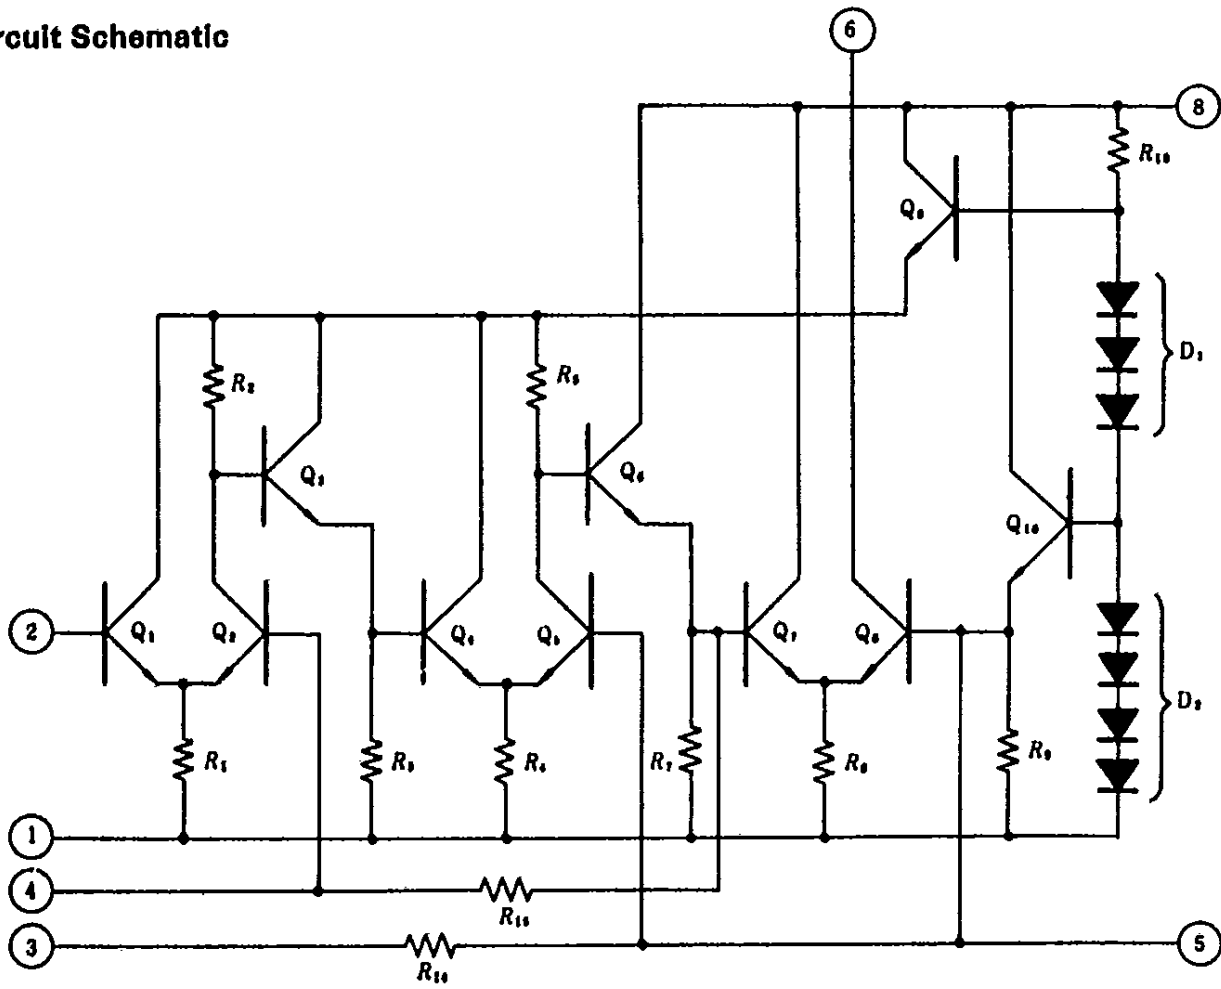 rcuit Schematic
6
8
R₁₀
Q₉
D₁
R₂
R₅
Q₃
Q₆
Q₁₀
2
Q₁
Q₂
Q₄
Q₅
Q₇
Q₈
D₂
R₁
R₃
R₄
R₇
R₈
R₉
1
4
R₁₅
3
R₁₄
5